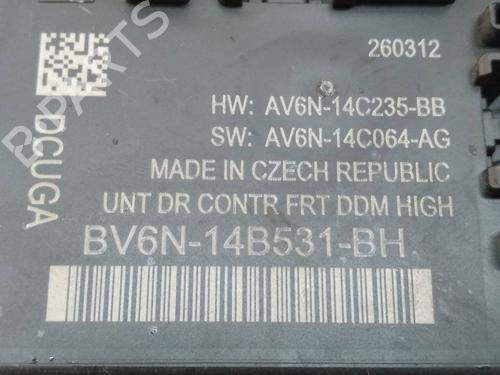 260312
HW: AV6N-14C235-BB
SW: AV6N-14C064-AG
MADE IN CZECH REPUBLIC
UNT DR CONTR FRT DDM HIGH
BV6N-14B531-BH
DCUGA
B-PARTS